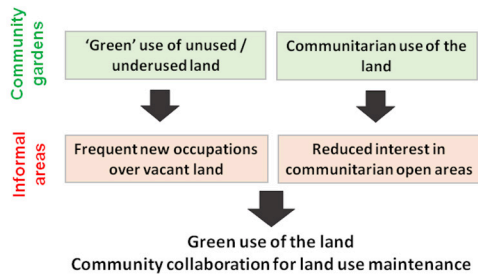 Community
gardens
‘Green’ use of unused /
underused land
Communitarian use of the
land
Informal
areas
Frequent new occupations
over vacant land
Reduced interest in
communitarian open areas
Green use of the land
Community collaboration for land use maintenance